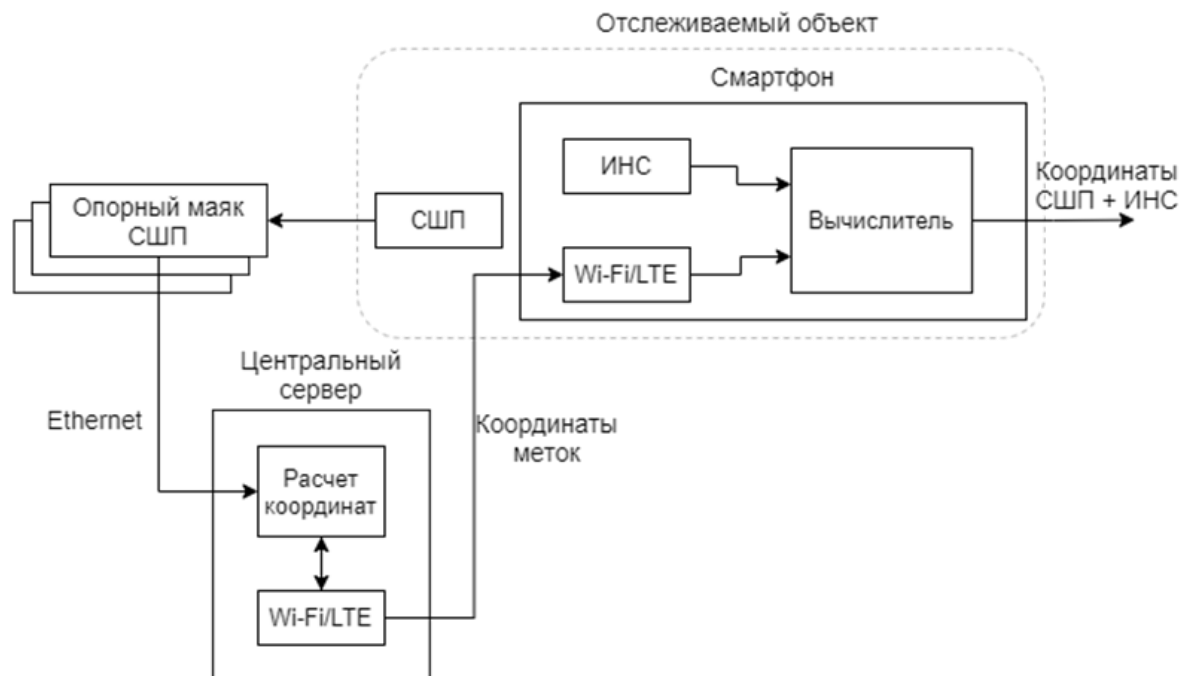 Отслеживаемый объект
Смартфон
ИНС
Вычислитель
Координаты
СШП + ИНС
Опорный маяк
СШП
СШП
Wi-Fi/LTE
Центральный
сервер
Ethernet
Координаты
меток
Расчет
координат
Wi-Fi/LTE